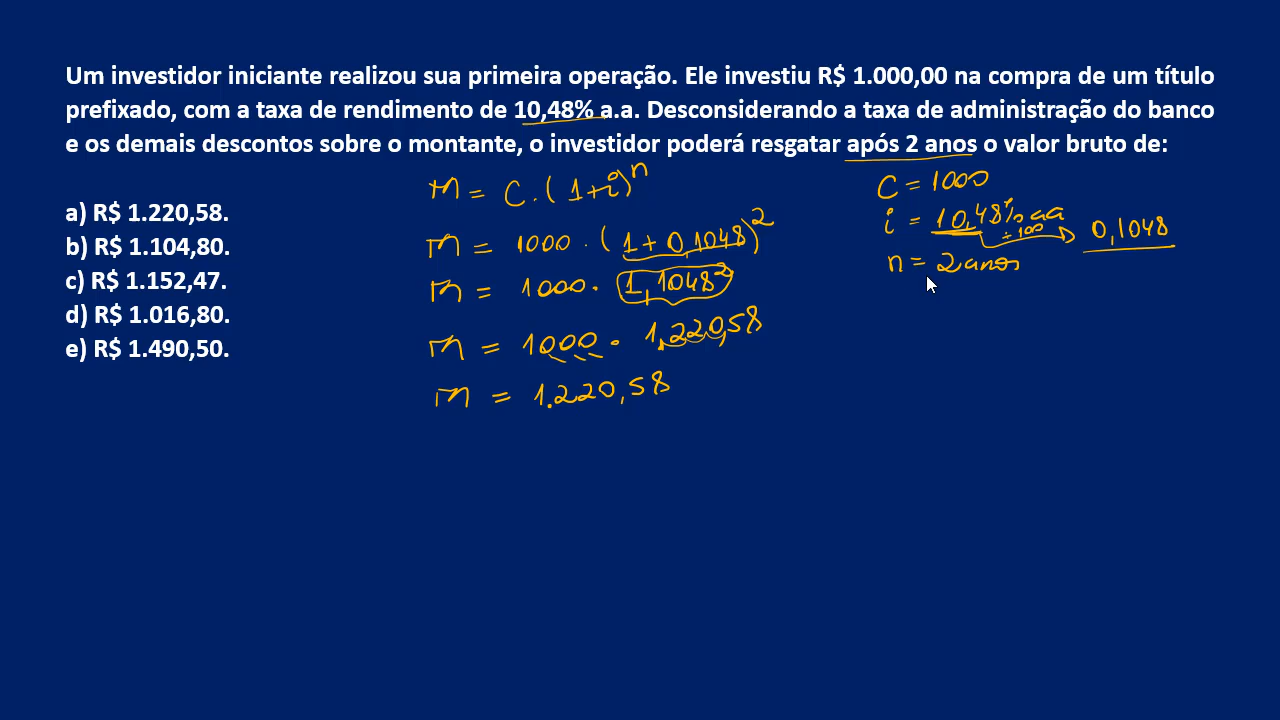 Um investidor iniciante realizou sua primeira operação. Ele investiu R$ 1.000,00 na compra de um título
prefixado, com a taxa de rendimento de 10,48% a.a. Desconsiderando a taxa de administração do banco
e os demais descontos sobre o montante, o investidor poderá resgatar após 2 anos o valor bruto de:
a) R$ 1.220,58.
b) R$ 1.104,80.
c) R$ 1.152,47.
d) R$ 1.016,80.
e) R$ 1.490,50.
m = C. (1+i)^n
m = 1000 . (1 + 0,1048)^2
m = 1000 . 1,1048^2
m = 1000 . 1,220,58
m = 1.220,58
C = 1000
i = 10,48% aa ÷100 → 0,1048
n = 2 anos